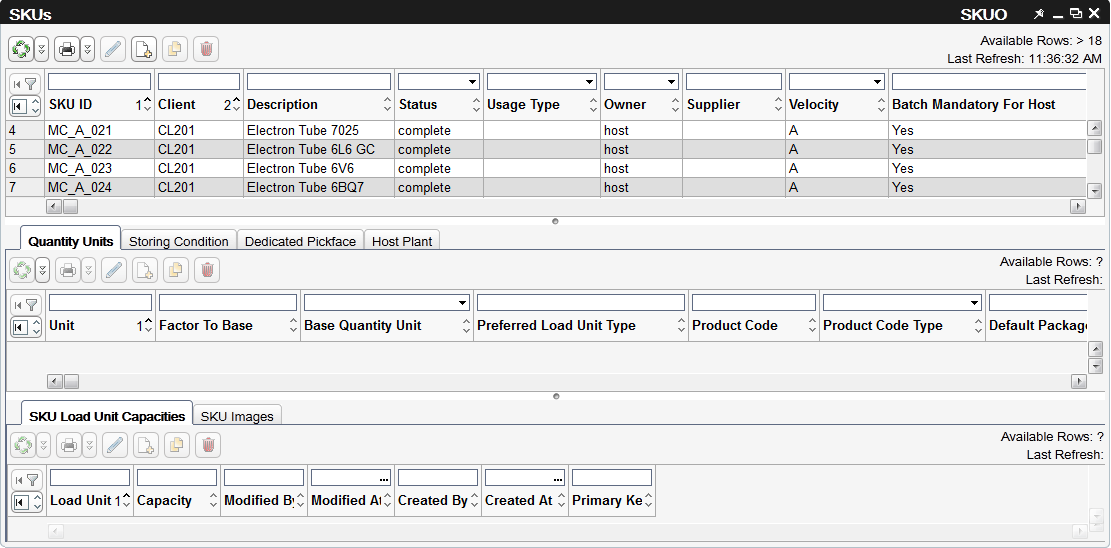 SKUs SKUO
Available Rows: > 18
Last Refresh: 11:36:32 AM
SKU ID 1 Client 2 Description Status Usage Type Owner Supplier Velocity Batch Mandatory For Host
4 MC_A_021 CL201 Electron Tube 7025 complete host A Yes
5 MC_A_022 CL201 Electron Tube 6L6 GC complete host A Yes
6 MC_A_023 CL201 Electron Tube 6V6 complete host A Yes
7 MC_A_024 CL201 Electron Tube 6BQ7 complete host A Yes
Quantity Units Storing Condition Dedicated Pickface Host Plant
Available Rows: ?
Last Refresh:
Unit 1 Factor To Base Base Quantity Unit Preferred Load Unit Type Product Code Product Code Type Default Package
SKU Load Unit Capacities SKU Images
Available Rows: ?
Last Refresh:
... ...
Load Unit 1 Capacity Modified By Modified At Created By Created At Primary Ke